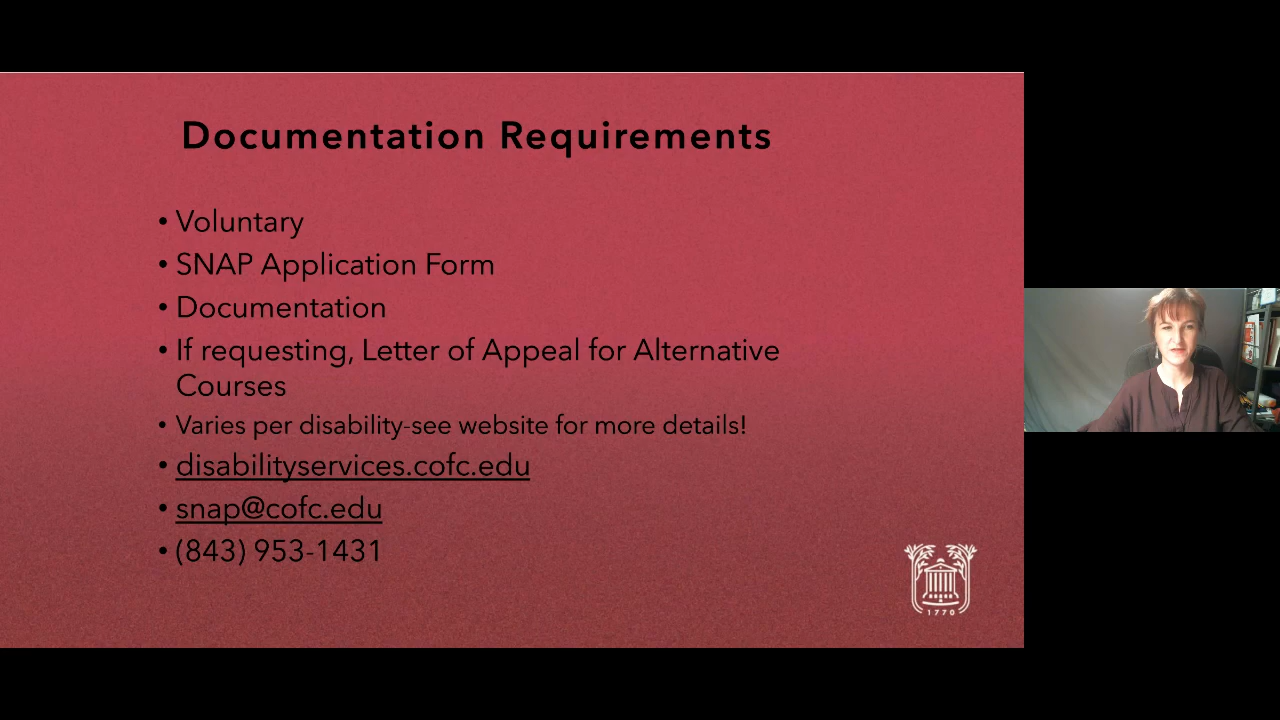 Documentation Requirements
• Voluntary
• SNAP Application Form
• Documentation
• If requesting, Letter of Appeal for Alternative
Courses
• Varies per disability-see website for more details!
• disabilityservices.cofc.edu
• snap@cofc.edu
• (843) 953-1431
1770